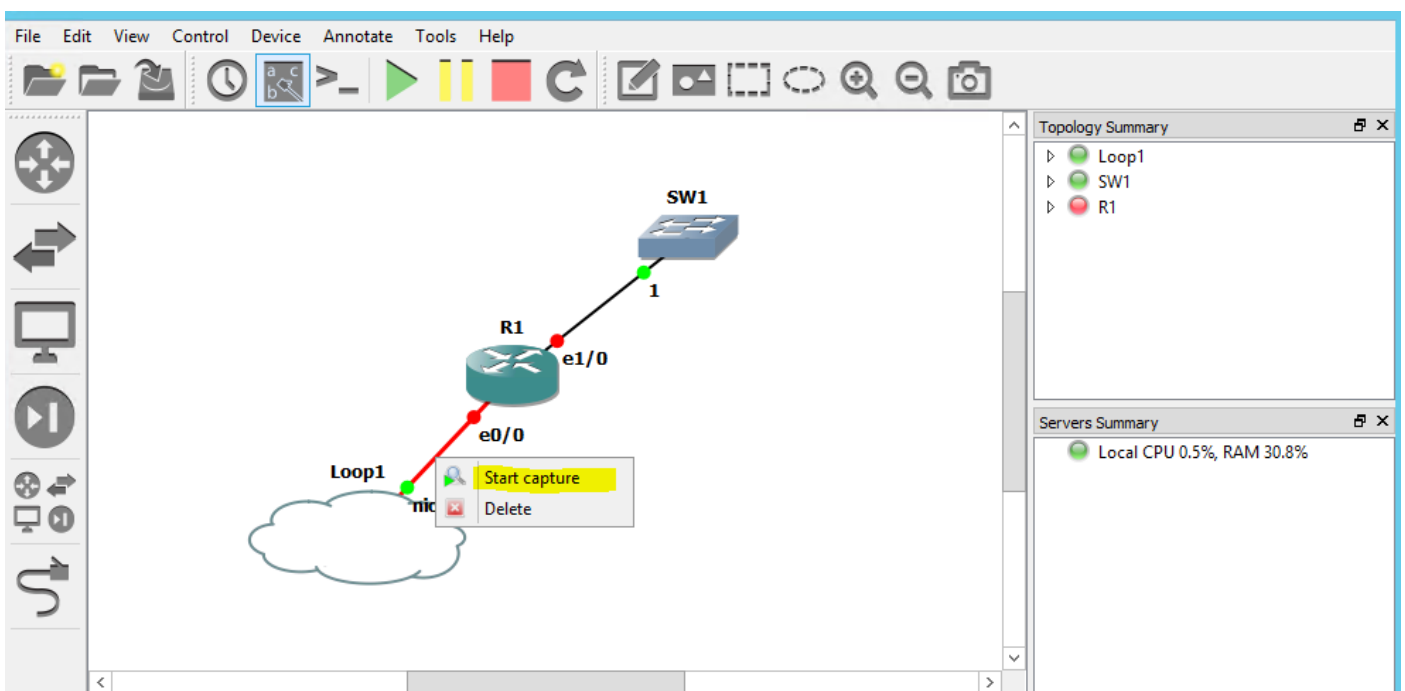 File Edit View Control Device Annotate Tools Help
a c
b
>_
Topology Summary
Loop1
SW1
R1
SW1
1
R1
e1/0
e0/0
Loop1
nic
Start capture
Delete
Servers Summary
Local CPU 0.5%, RAM 30.8%